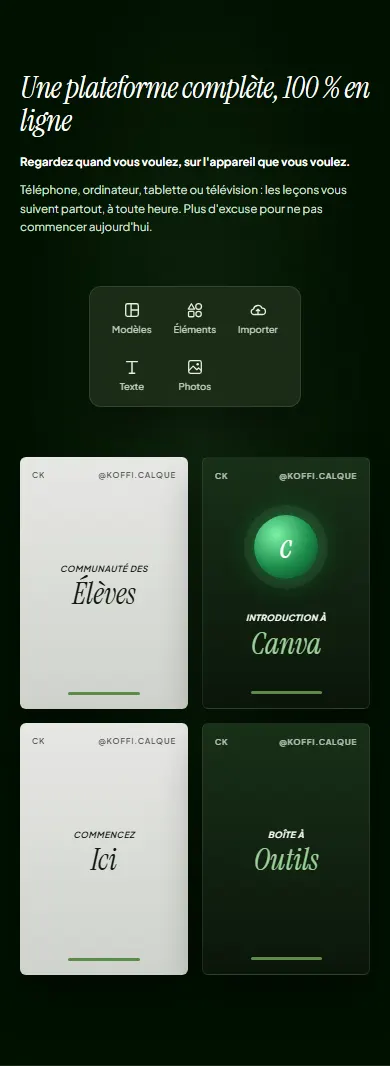 Une plateforme complète, 100 % en
ligne
Regardez quand vous voulez, sur l'appareil que vous voulez.
Téléphone, ordinateur, tablette ou télévision : les leçons vous
suivent partout, à toute heure. Plus d'excuse pour ne pas
commencer aujourd'hui.
Modèles
Éléments
Importer
Texte
Photos
CK
@KOFFI.CALQUE
COMMUNAUTÉ DES
Élèves
CK
@KOFFI.CALQUE
C
INTRODUCTION À
Canva
CK
@KOFFI.CALQUE
COMMENCEZ
Ici
CK
@KOFFI.CALQUE
BOÎTE À
Outils